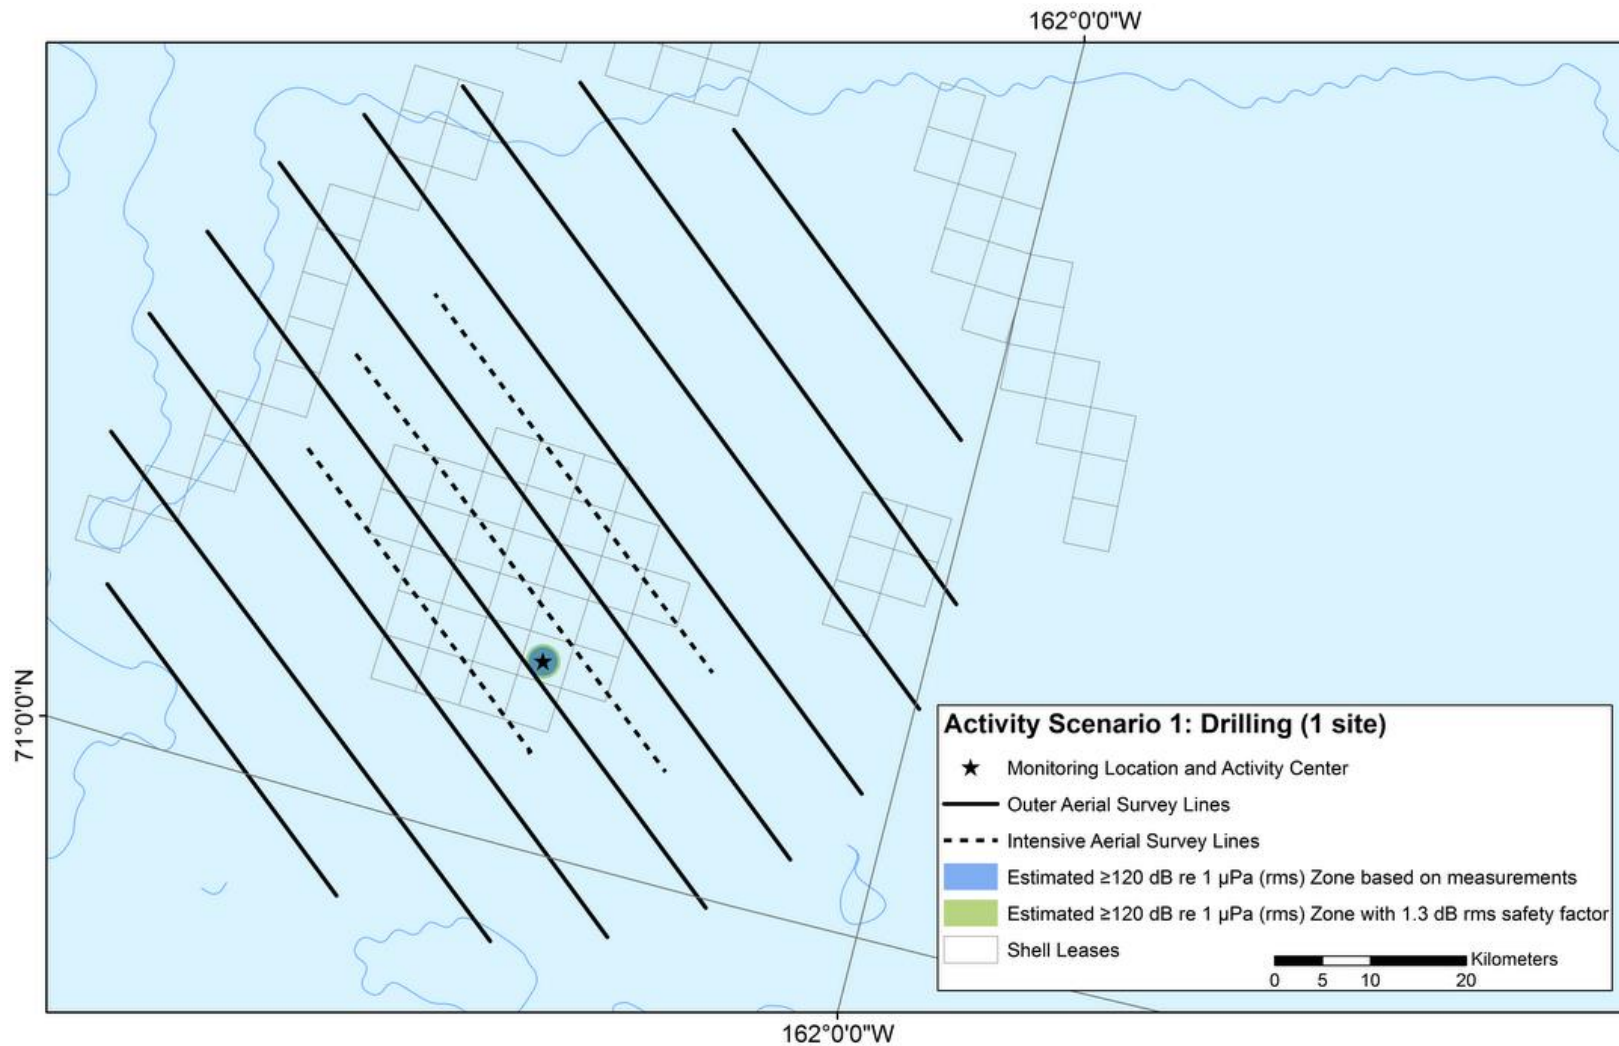 162°0'0"W
71°0'0"N
Activity Scenario 1: Drilling (1 site)
Monitoring Location and Activity Center
Outer Aerial Survey Lines
Intensive Aerial Survey Lines
Estimated ≥120 dB re 1 µPa (rms) Zone based on measurements
Estimated ≥120 dB re 1 µPa (rms) Zone with 1.3 dB rms safety factor
Shell Leases
Kilometers
0 5 10 20
162°0'0"W